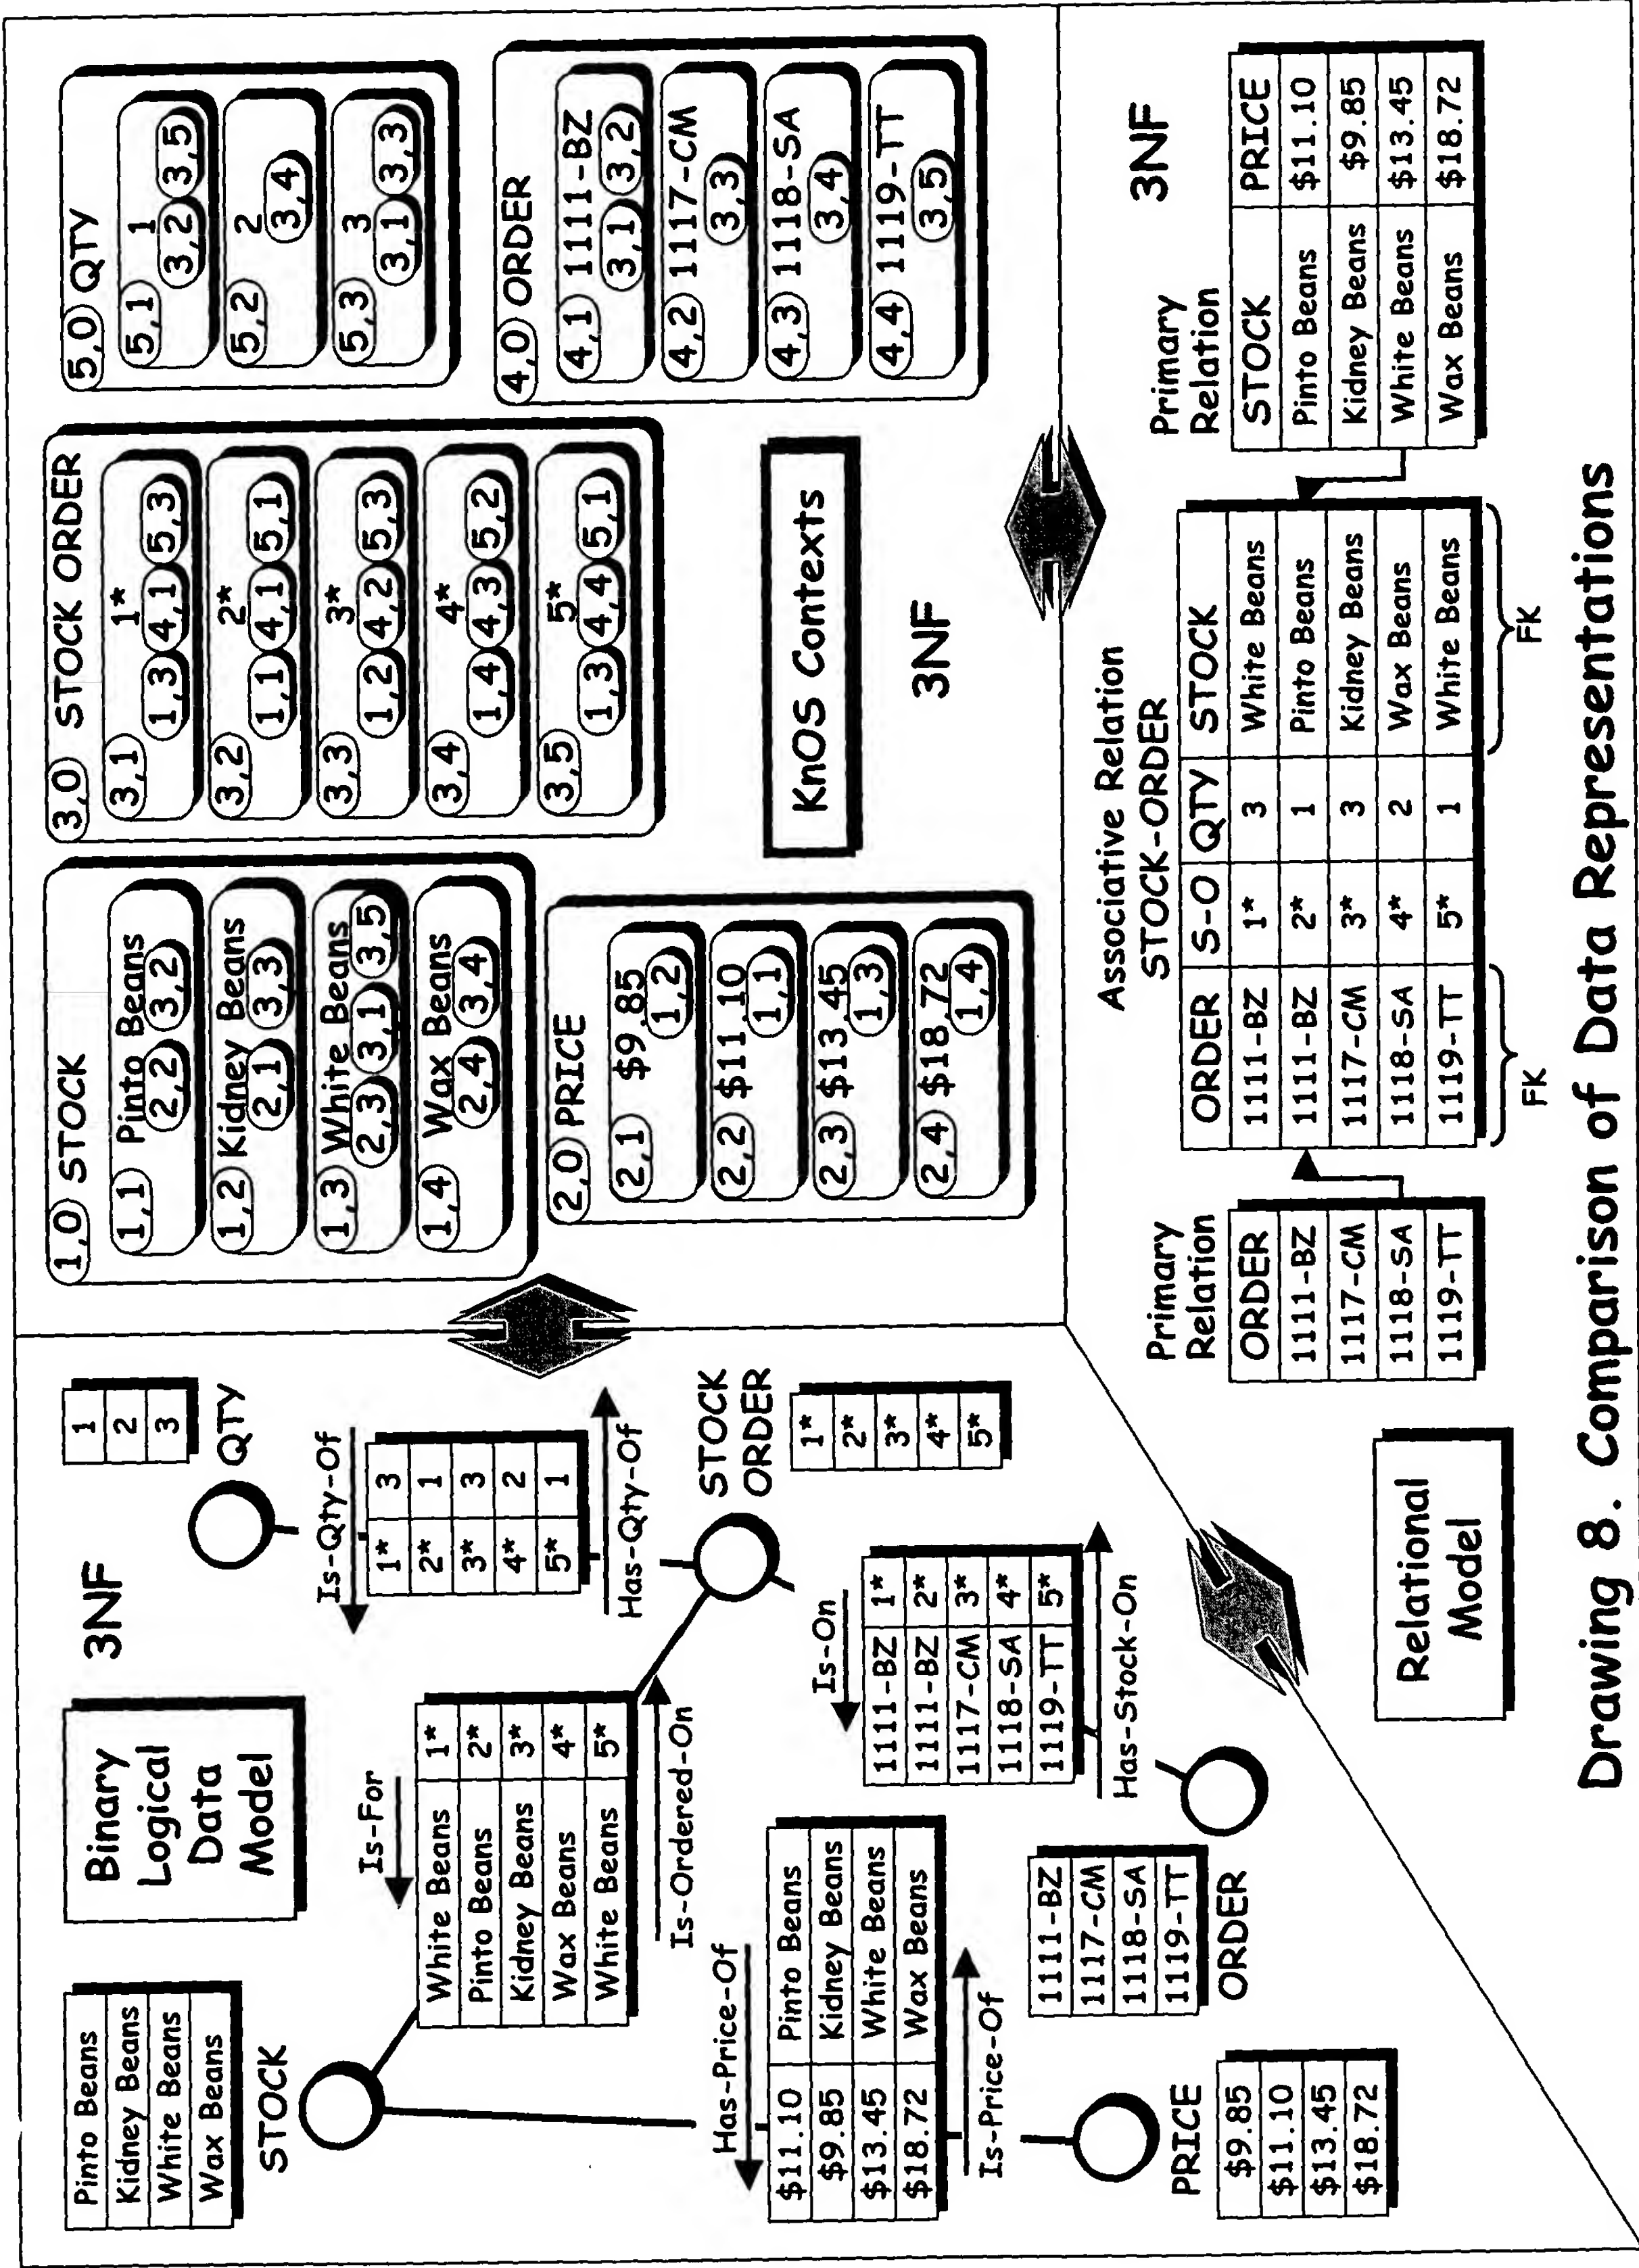 Pinto Beans
Kidney Beans
White Beans
Wax Beans
STOCK
Binary
Logical
Data
Model
3NF
1
2
3
QTY
Is-Qty-Of
1* 3
2* 1
3* 3
4* 2
5* 1
Has-Qty-Of
Is-For
White Beans 1*
Pinto Beans 2*
Kidney Beans 3*
Wax Beans 4*
White Beans 5*
Is-Ordered-On
STOCK
ORDER
1*
2*
3*
4*
5*
Has-Price-Of
$11.10 Pinto Beans
$9.85 Kidney Beans
$13.45 White Beans
$18.72 Wax Beans
Is-Price-Of
Is-On
1111-BZ 1*
1111-BZ 2*
1117-CM 3*
1118-SA 4*
1119-TT 5*
Has-Stock-On
PRICE
$9.85
$11.10
$13.45
$18.72
1111-BZ
1117-CM
1118-SA
1119-TT
ORDER
1,0 STOCK
1,1 Pinto Beans
2,2 3,2
1,2 Kidney Beans
2,1 3,3
1,3 White Beans
2,3 3,1 3,5
1,4 Wax Beans
2,4 3,4
2,0 PRICE
2,1 $9.85
1,2
2,2 $11.10
1,1
2,3 $13.45
1,3
2,4 $18.72
1,4
3,0 STOCK ORDER
3,1 1*
1,3 4,1 5,3
3,2 2*
1,1 4,1 5,1
3,3 3*
1,2 4,2 5,3
3,4 4*
1,4 4,3 5,2
3,5 5*
1,3 4,4 5,1
5,0 QTY
5,1 1
3,2 3,5
5,2 2
3,4
5,3 3
3,1 3,3
4,0 ORDER
4,1 1111-BZ
3,1 3,2
4,2 1117-CM
3,3
4,3 1118-SA
3,4
4,4 1119-TT
3,5
KnOS Contexts
3NF
Relational
Model
Primary
Relation
ORDER
1111-BZ
1117-CM
1118-SA
1119-TT
Associative Relation
STOCK-ORDER
ORDER S-O QTY STOCK
1111-BZ 1* 3 White Beans
1111-BZ 2* 1 Pinto Beans
1117-CM 3* 3 Kidney Beans
1118-SA 4* 2 Wax Beans
1119-TT 5* 1 White Beans
FK FK
Primary
Relation
3NF
STOCK PRICE
Pinto Beans $11.10
Kidney Beans $9.85
White Beans $13.45
Wax Beans $18.72
Drawing 8. Comparison of Data Representations